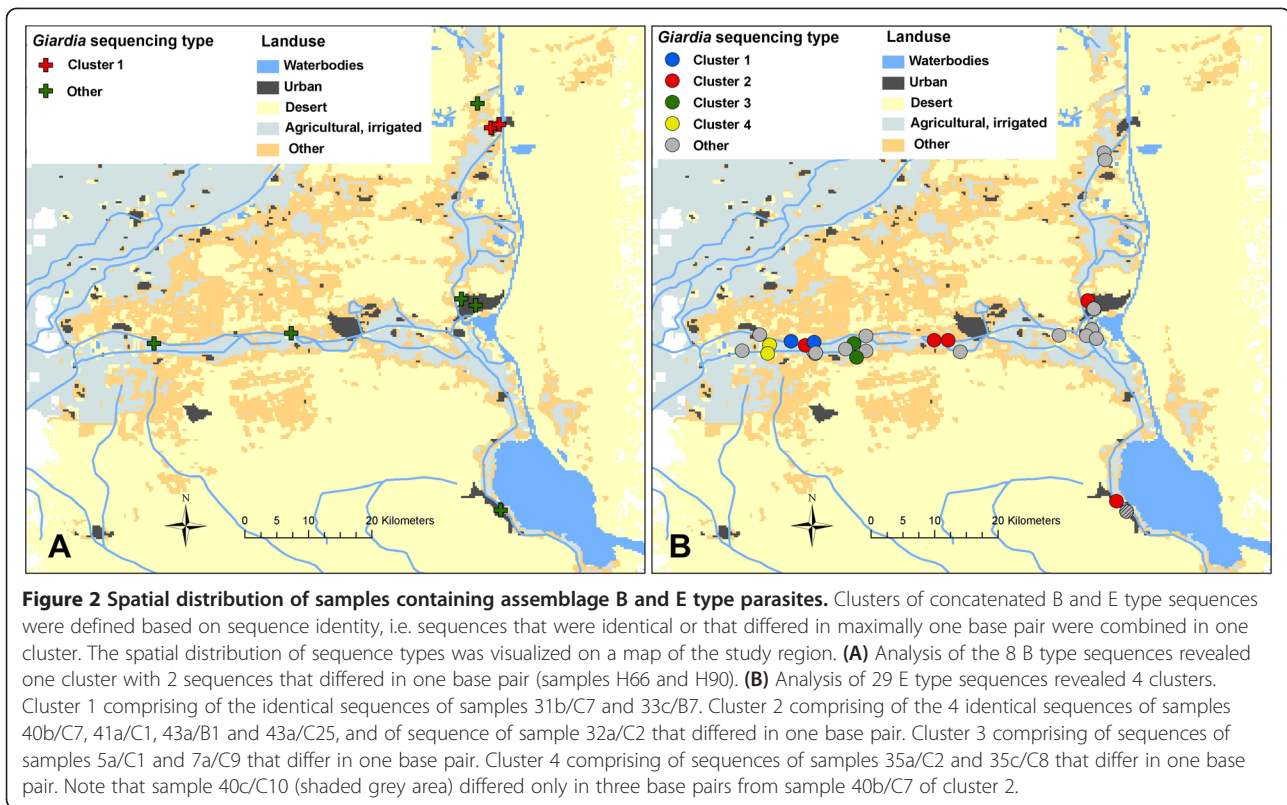 Giardia sequencing type
Cluster 1
Other
Landuse
Waterbodies
Urban
Desert
Agricultural, irrigated
Other
N
0 5 10 20 Kilometers
A
Giardia sequencing type
Cluster 1
Cluster 2
Cluster 3
Cluster 4
Other
Landuse
Waterbodies
Urban
Desert
Agricultural, irrigated
Other
N
0 5 10 20 Kilometers
B
Figure 2 Spatial distribution of samples containing assemblage B and E type parasites. Clusters of concatenated B and E type sequences
were defined based on sequence identity, i.e. sequences that were identical or that differed in maximally one base pair were combined in one
cluster. The spatial distribution of sequence types was visualized on a map of the study region. (A) Analysis of the 8 B type sequences revealed
one cluster with 2 sequences that differed in one base pair (samples H66 and H90). (B) Analysis of 29 E type sequences revealed 4 clusters.
Cluster 1 comprising of the identical sequences of samples 31b/C7 and 33c/B7. Cluster 2 comprising of the 4 identical sequences of samples
40b/C7, 41a/C1, 43a/B1 and 43a/C25, and of sequence of sample 32a/C2 that differed in one base pair. Cluster 3 comprising of sequences of
samples 5a/C1 and 7a/C9 that differ in one base pair. Cluster 4 comprising of sequences of samples 35a/C2 and 35c/C8 that differ in one base
pair. Note that sample 40c/C10 (shaded grey area) differed only in three base pairs from sample 40b/C7 of cluster 2.